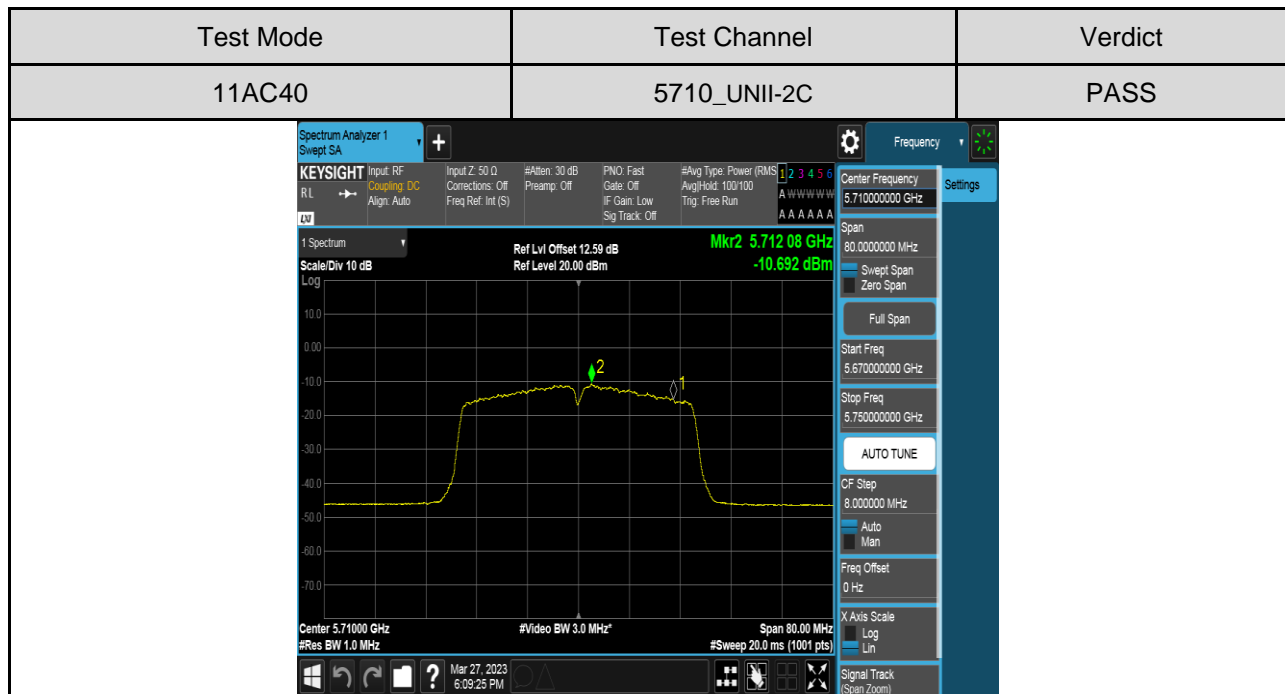 Test Mode Test Channel Verdict
11AC40 5710_UNII-2C PASS
Spectrum Analyzer 1
Swept SA
+
Frequency
KEYSIGHT Input: RF Input Z: 50 Ω #Atten: 30 dB PNO: Fast #Avg Type: Power (RMS 1 2 3 4 5 6
RL Coupling: DC Corrections: Off Preamp: Off Gate: Off Avg|Hold: 100/100 A W W W W W
Align: Auto Freq Ref: Int (S) IF Gain: Low Trig: Free Run
LXI Sig Track: Off A A A A A A
1 Spectrum Ref Lvl Offset 12.59 dB Mkr2 5.712 08 GHz
Scale/Div 10 dB Ref Level 20.00 dBm -10.692 dBm
Log
10.0
0.00
-10.0
-20.0
-30.0
-40.0
-50.0
-60.0
-70.0
2
1
Center 5.71000 GHz #Video BW 3.0 MHz* Span 80.00 MHz
#Res BW 1.0 MHz #Sweep 20.0 ms (1001 pts)
? Mar 27, 2023
6:09:25 PM
Center Frequency
5.710000000 GHz
Settings
Span
80.0000000 MHz
Swept Span
Zero Span
Full Span
Start Freq
5.670000000 GHz
Stop Freq
5.750000000 GHz
AUTO TUNE
CF Step
8.000000 MHz
Auto
Man
Freq Offset
0 Hz
X Axis Scale
Log
Lin
Signal Track
(Span Zoom)